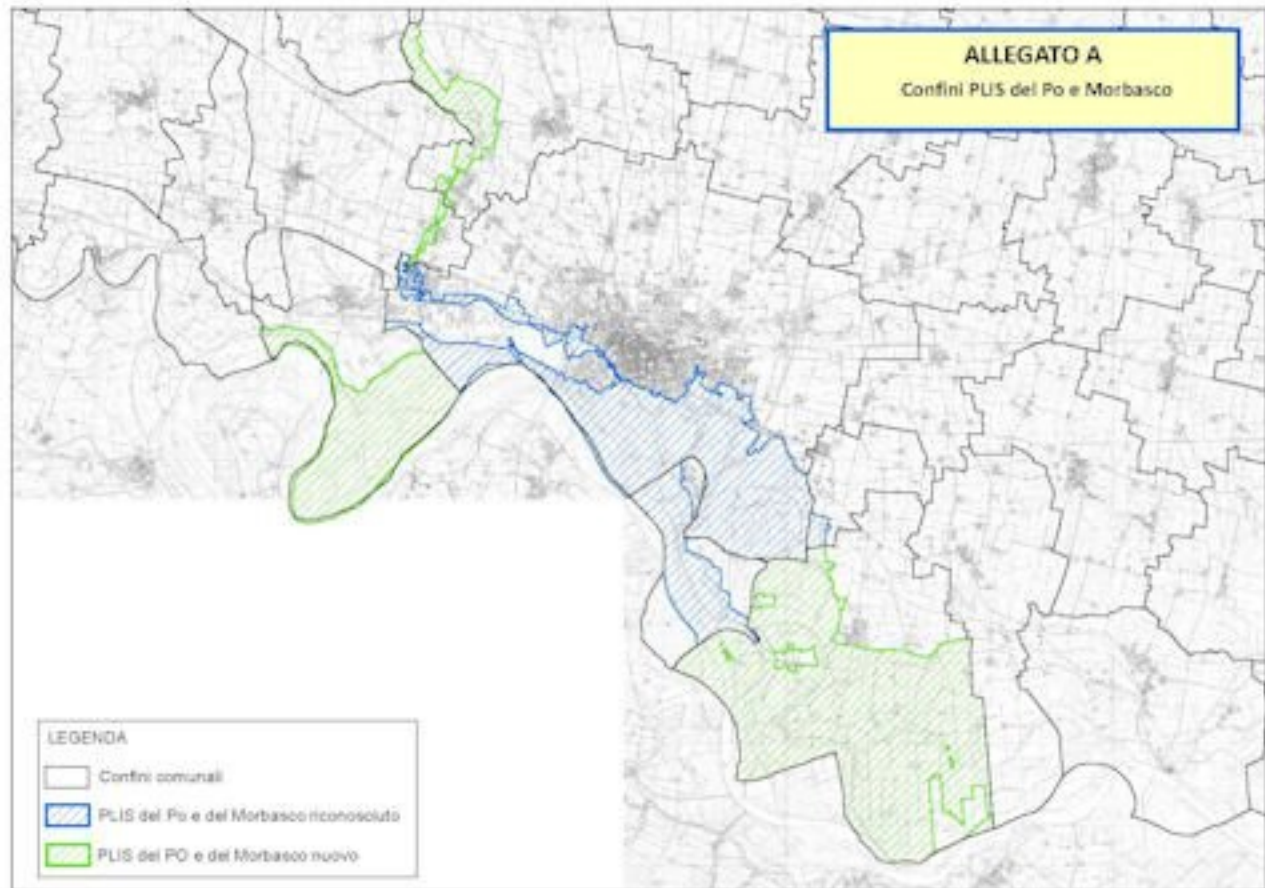 ALLEGATO A
Confini PLIS del Po e Morbasco
LEGENDA
Confini comunali
PLIS del Po e del Morbasco riconosciuto
PLIS del PO e del Morbasco nuovo